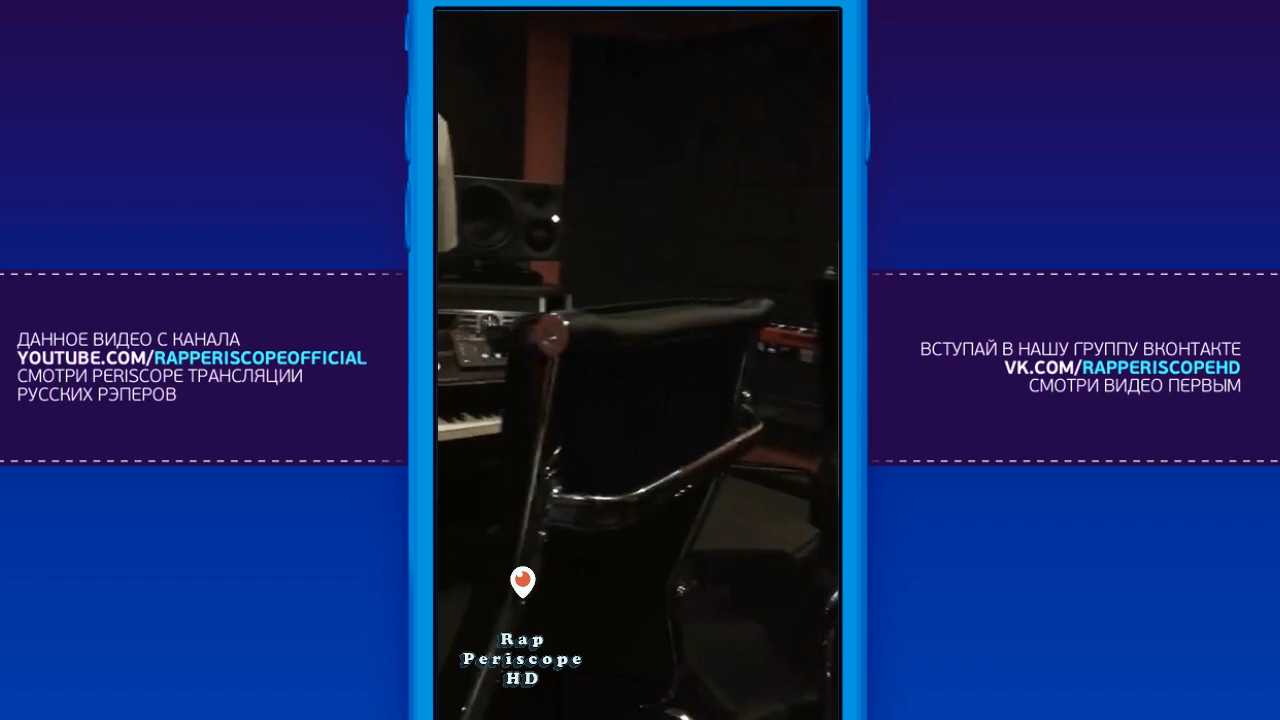 ДАННОЕ ВИДЕО С КАНАЛА
YOUTUBE.COM/RAPPERISCOPEOFFICIAL
СМОТРИ PERISCOPE ТРАНСЛЯЦИИ
РУССКИХ РЭПЕРОВ
ВСТУПАЙ В НАШУ ГРУППУ ВКОНТАКТЕ
VK.COM/RAPPERISCOPEHD
СМОТРИ ВИДЕО ПЕРВЫМ
Rap
Periscope
HD